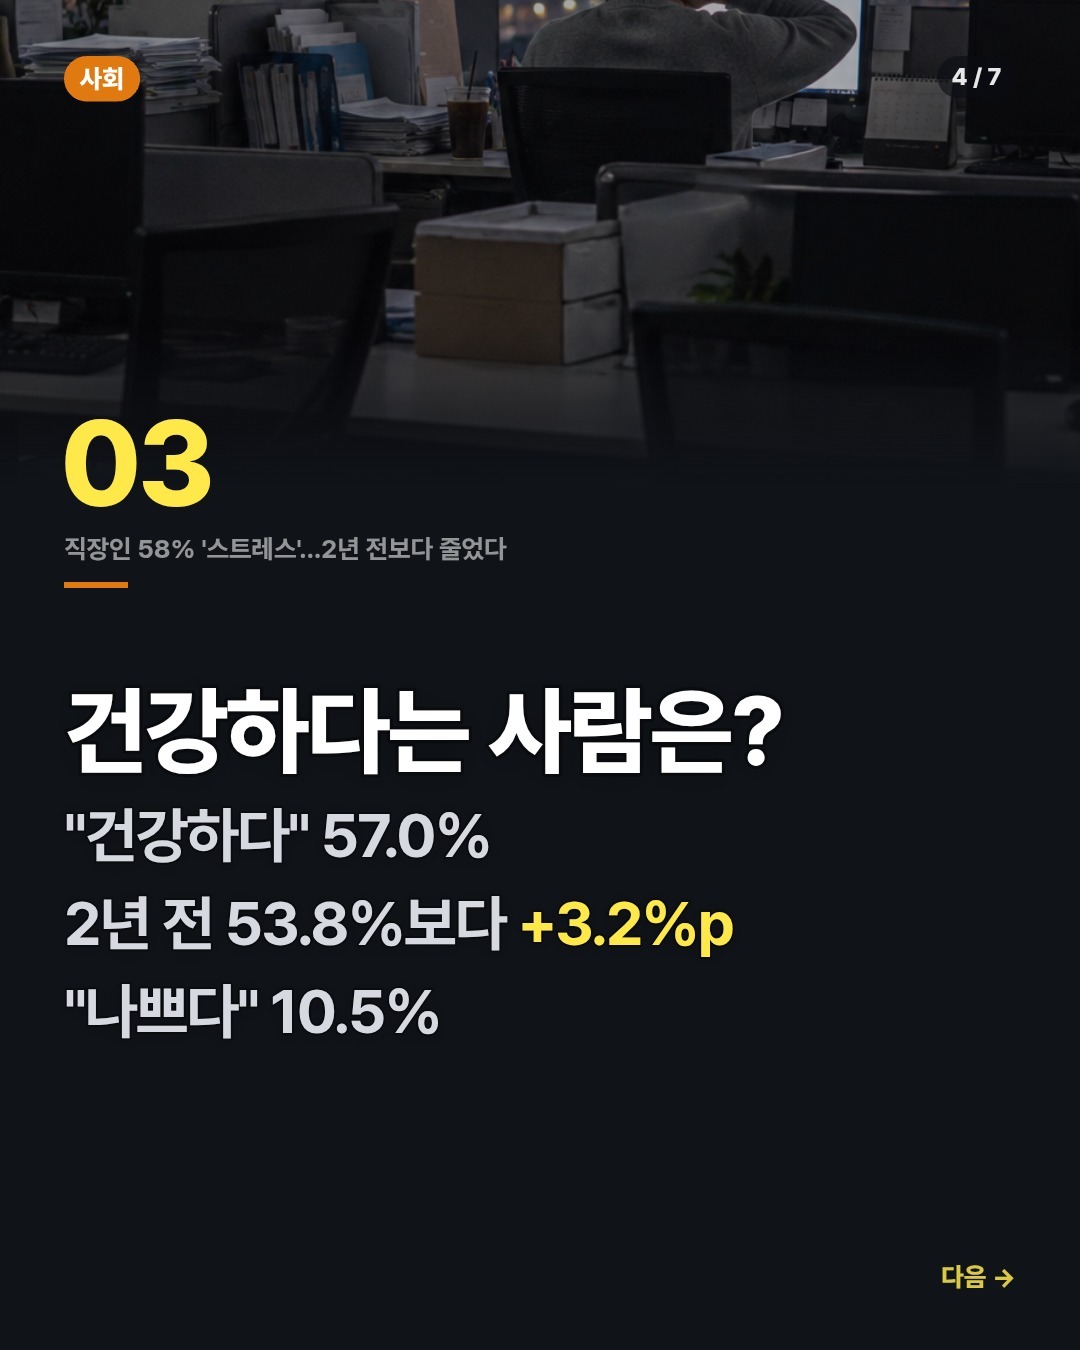 사회
4 / 7
03
직장인 58% '스트레스'...2년 전보다 줄었다
건강하다는 사람은?
"건강하다" 57.0%
2년 전 53.8%보다 +3.2%p
"나쁘다" 10.5%
다음 →